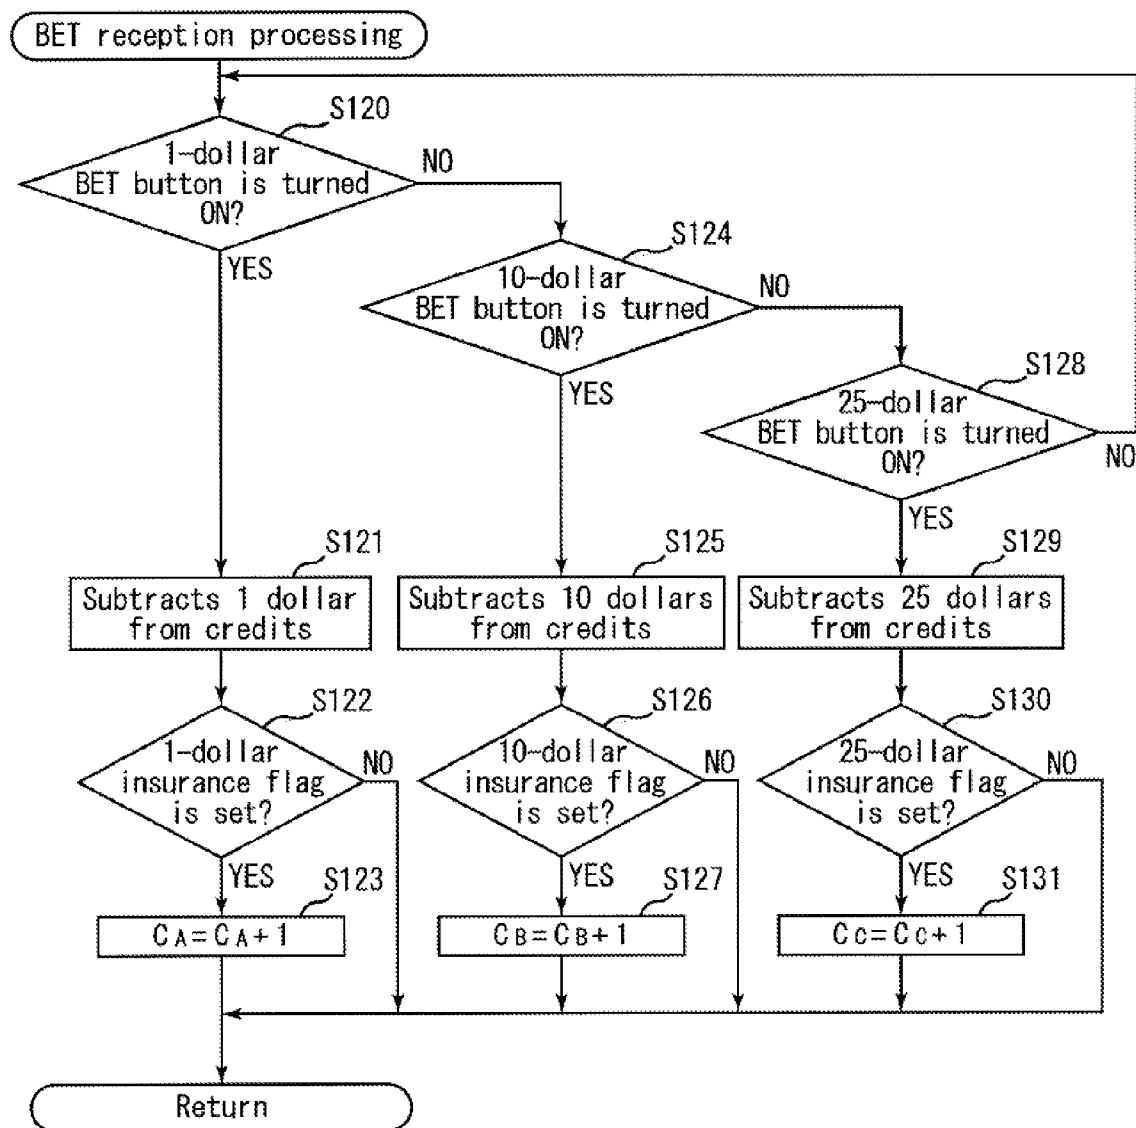 BET reception processing
S120
1-dollar
BET button is turned
ON?
NO
YES
S124
10-dollar
BET button is turned
ON?
NO
YES
S128
25-dollar
BET button is turned
ON?
NO
YES
S121
Subtracts 1 dollar
from credits
S125
Subtracts 10 dollars
from credits
S129
Subtracts 25 dollars
from credits
S122
1-dollar
insurance flag
is set?
NO
YES
S126
10-dollar
insurance flag
is set?
NO
YES
S130
25-dollar
insurance flag
is set?
NO
YES
S123
CA=CA+1
S127
CB=CB+1
S131
CC=CC+1
Return